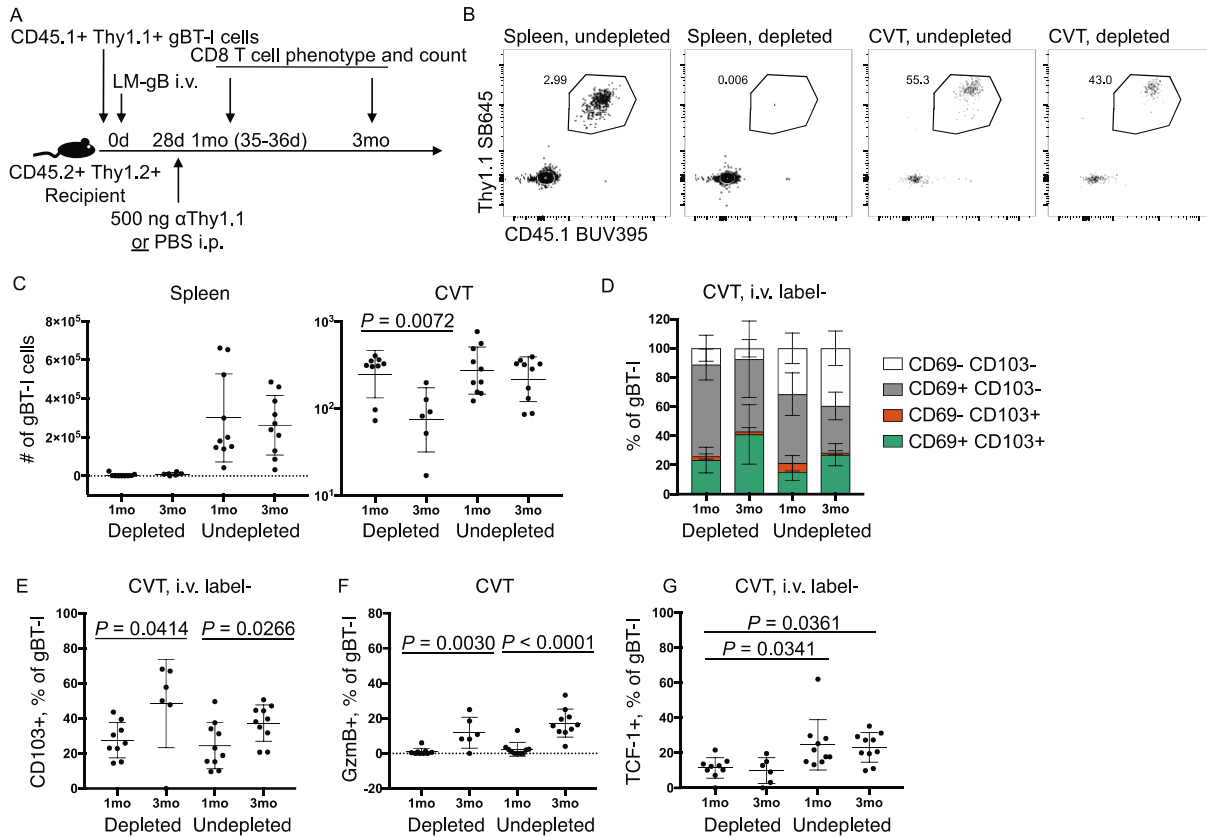 A
CD45.1+ Thy1.1+ gBT-I cells
CD8 T cell phenotype and count
LM-gB i.v.
0d 28d 1mo (35-36d) 3mo
CD45.2+ Thy1.2+
Recipient
500 ng αThy1.1
or PBS i.p.
B
Spleen, undepleted Spleen, depleted CVT, undepleted CVT, depleted
2.99 0.006 55.3 43.0
Thy1.1 SB645
CD45.1 BUV395
C
Spleen
# of gBT-I cells
8×10⁵
6×10⁵
4×10⁵
2×10⁵
0
1mo 3mo 1mo 3mo
Depleted Undepleted
CVT
P = 0.0072
10³
10²
10¹
1mo 3mo 1mo 3mo
Depleted Undepleted
D
CVT, i.v. label-
% of gBT-I
120
100
80
60
40
20
0
1mo 3mo 1mo 3mo
Depleted Undepleted
CD69- CD103-
CD69+ CD103-
CD69- CD103+
CD69+ CD103+
E
CVT, i.v. label-
CD103+, % of gBT-I
P = 0.0414 P = 0.0266
100
80
60
40
20
0
1mo 3mo 1mo 3mo
Depleted Undepleted
F
CVT
GzmB+, % of gBT-I
P = 0.0030 P < 0.0001
80
60
40
20
0
-20
1mo 3mo 1mo 3mo
Depleted Undepleted
G
CVT, i.v. label-
TCF-1+, % of gBT-I
P = 0.0361
P = 0.0341
100
80
60
40
20
0
1mo 3mo 1mo 3mo
Depleted Undepleted